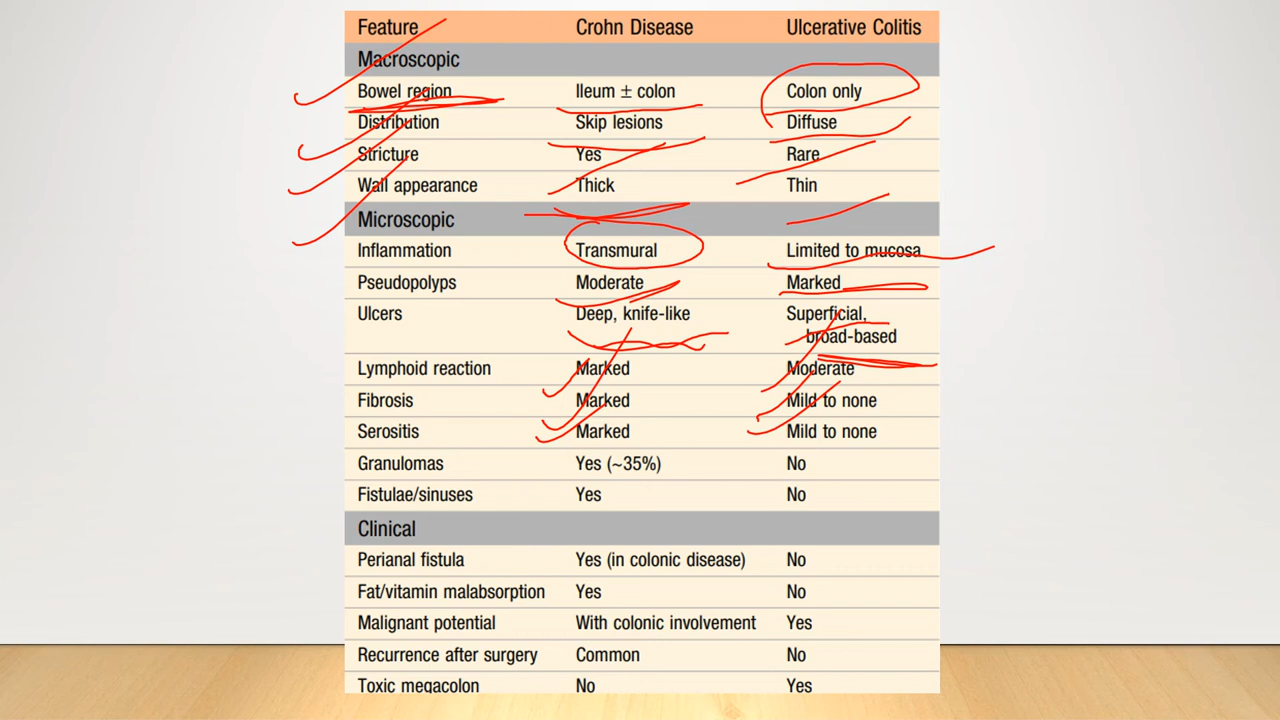 Feature Crohn Disease Ulcerative Colitis
Macroscopic
Bowel region Ileum ± colon Colon only
Distribution Skip lesions Diffuse
Stricture Yes Rare
Wall appearance Thick Thin
Microscopic
Inflammation Transmural Limited to mucosa
Pseudopolyps Moderate Marked
Ulcers Deep, knife-like Superficial,
broad-based
Lymphoid reaction Marked Moderate
Fibrosis Marked Mild to none
Serositis Marked Mild to none
Granulomas Yes (~35%) No
Fistulae/sinuses Yes No
Clinical
Perianal fistula Yes (in colonic disease) No
Fat/vitamin malabsorption Yes No
Malignant potential With colonic involvement Yes
Recurrence after surgery Common No
Toxic megacolon No Yes